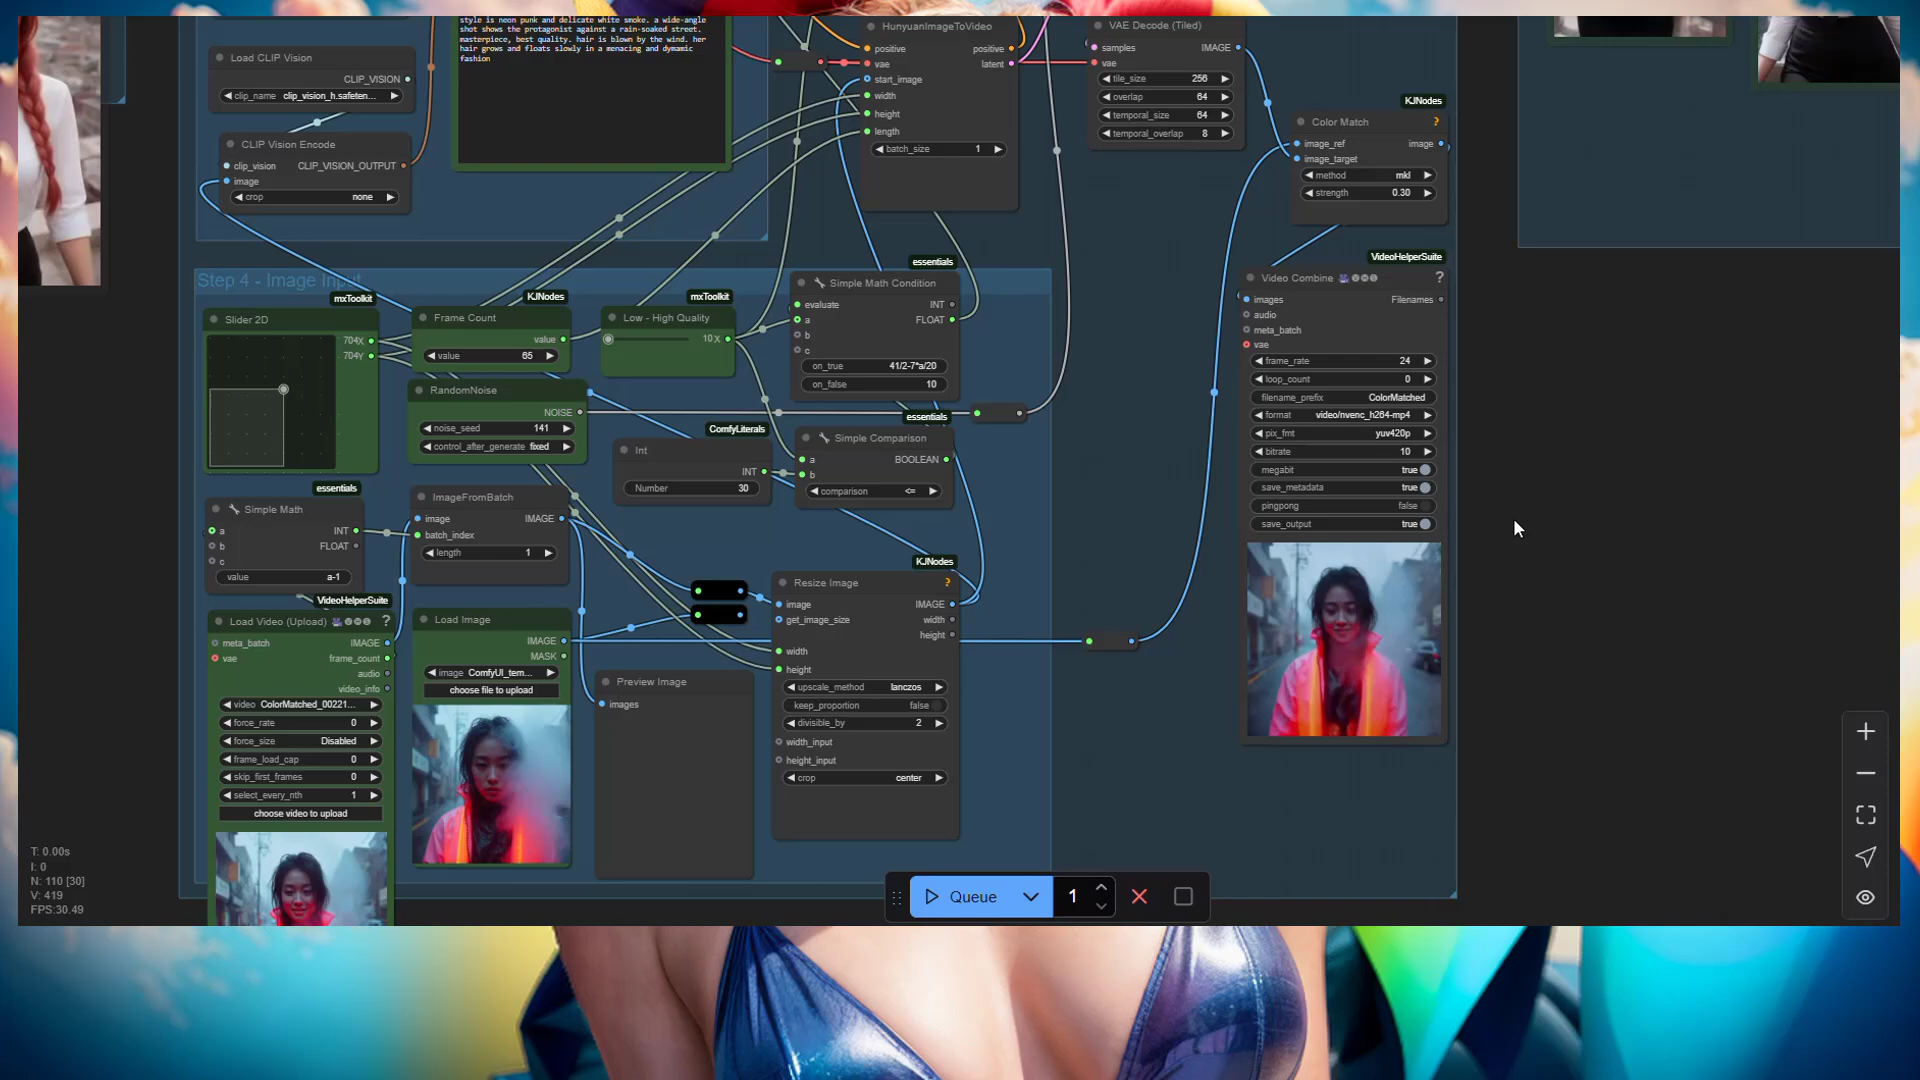 style is neon punk and delicate white smoke. a wide-angle
shot shows the protagonist against a rain-soaked street.
masterpiece, best quality. hair is blown by the wind. her
hair grows and floats slowly in a menacing and dynamic
fashion
Load CLIP Vision
CLIP_VISION
clip_name clip_vision_h.safeten...
CLIP Vision Encode
clip_vision CLIP_VISION_OUTPUT
image
crop none
HunyuanImageToVideo
positive positive
vae latent
start_image
width
height
length
batch_size 1
VAE Decode (Tiled)
samples IMAGE
vae
tile_size 256
overlap 64
temporal_size 64
temporal_overlap 8
KJNodes
Color Match ?
image_ref image
image_target
method mkl
strength 0.30
Step 4 - Image Input
mxToolkit
Slider 2D
704X
704Y
KJNodes
Frame Count
value
value 65
mxToolkit
Low - High Quality
10X
essentials
Simple Math Condition
evaluate INT
a FLOAT
b
c
on_true 41/2-7*a/20
on_false 10
RandomNoise
NOISE
noise_seed 141
control_after_generate fixed
ComfyLiterals
Int
INT
Number 30
essentials
Simple Comparison
a BOOLEAN
b
comparison <=
essentials
Simple Math
a INT
b FLOAT
c
value a-1
ImageFromBatch
image IMAGE
batch_index
length 1
VideoHelperSuite
Load Video (Upload) ?
meta_batch IMAGE
vae frame_count
audio
video_info
video ColorMatched_00221...
force_rate 0
force_size Disabled
frame_load_cap 0
skip_first_frames 0
select_every_nth 1
choose video to upload
Load Image
IMAGE
MASK
image ComfyUI_tem...
choose file to upload
Preview Image
images
KJNodes
Resize Image ?
image IMAGE
get_image_size width
height
width
height
upscale_method lanczos
keep_proportion false
divisible_by 2
width_input
height_input
crop center
VideoHelperSuite
Video Combine ?
images Filenames
audio
meta_batch
vae
frame_rate 24
loop_count 0
filename_prefix ColorMatched
format video/nvenc_h264-mp4
pix_fmt yuv420p
bitrate 10
megabit true
save_metadata true
pingpong false
save_output true
T: 0.00s
I: 0
N: 110 [30]
V: 419
FPS:30.49
Queue 1